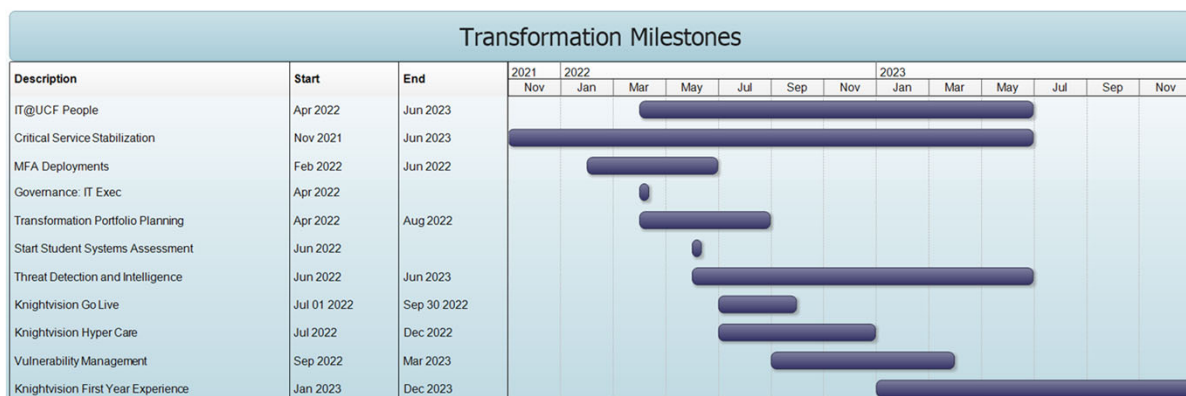 Transformation Milestones
Description Start End 2021 2022 2023
Nov Jan Mar May Jul Sep Nov Jan Mar May Jul Sep Nov
IT@UCF People Apr 2022 Jun 2023
Critical Service Stabilization Nov 2021 Jun 2023
MFA Deployments Feb 2022 Jun 2022
Governance: IT Exec Apr 2022
Transformation Portfolio Planning Apr 2022 Aug 2022
Start Student Systems Assessment Jun 2022
Threat Detection and Intelligence Jun 2022 Jun 2023
Knightvision Go Live Jul 01 2022 Sep 30 2022
Knightvision Hyper Care Jul 2022 Dec 2022
Vulnerability Management Sep 2022 Mar 2023
Knightvision First Year Experience Jan 2023 Dec 2023